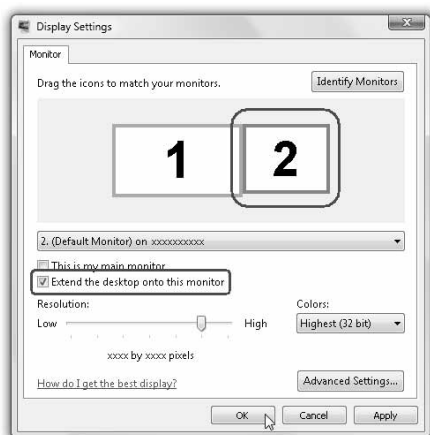 Display Settings
Monitor
Drag the icons to match your monitors.
Identify Monitors
1
2
2. (Default Monitor) on xxxxxxxxxx
This is my main monitor
Extend the desktop onto this monitor
Resolution:
Colors:
Low
High
Highest (32 bit)
xxxx by xxxx pixels
How do I get the best display?
Advanced Settings...
OK
Cancel
Apply